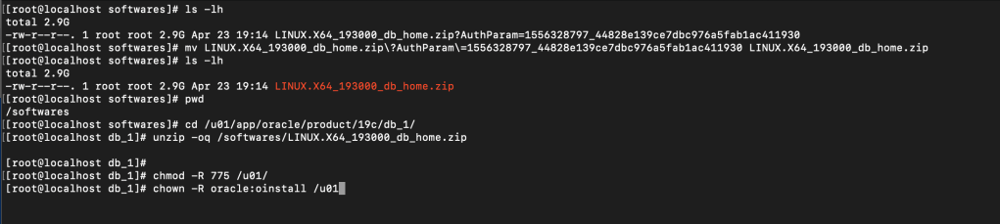 [[root@localhost softwares]# ls -lh
total 2.9G
-rw-r--r--. 1 root root 2.9G Apr 23 19:14 LINUX.X64_193000_db_home.zip?AuthParam=1556328797_44828e139ce7dbc976a5fab1ac411930
[[root@localhost softwares]# mv LINUX.X64_193000_db_home.zip\?AuthParam\=1556328797_44828e139ce7dbc976a5fab1ac411930 LINUX.X64_193000_db_home.zip
[[root@localhost softwares]# ls -lh
total 2.9G
-rw-r--r--. 1 root root 2.9G Apr 23 19:14 LINUX.X64_193000_db_home.zip
[[root@localhost softwares]# pwd
/softwares
[[root@localhost softwares]# cd /u01/app/oracle/product/19c/db_1/
[[root@localhost db_1]# unzip -oq /softwares/LINUX.X64_193000_db_home.zip
[root@localhost db_1]#
[[root@localhost db_1]# chmod -R 775 /u01/
[root@localhost db_1]# chown -R oracle:oinstall /u01